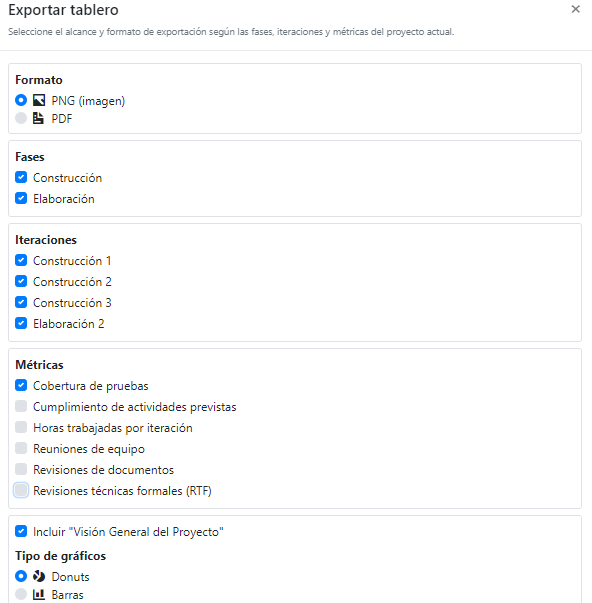 Exportar tablero
Seleccione el alcance y formato de exportación según las fases, iteraciones y métricas del proyecto actual.
Formato
PNG (imagen)
PDF
Fases
Construcción
Elaboración
Iteraciones
Construcción 1
Construcción 2
Construcción 3
Elaboración 2
Métricas
Cobertura de pruebas
Cumplimiento de actividades previstas
Horas trabajadas por iteración
Reuniones de equipo
Revisiones de documentos
Revisiones técnicas formales (RTF)
Incluir "Visión General del Proyecto"
Tipo de gráficos
Donuts
Barras